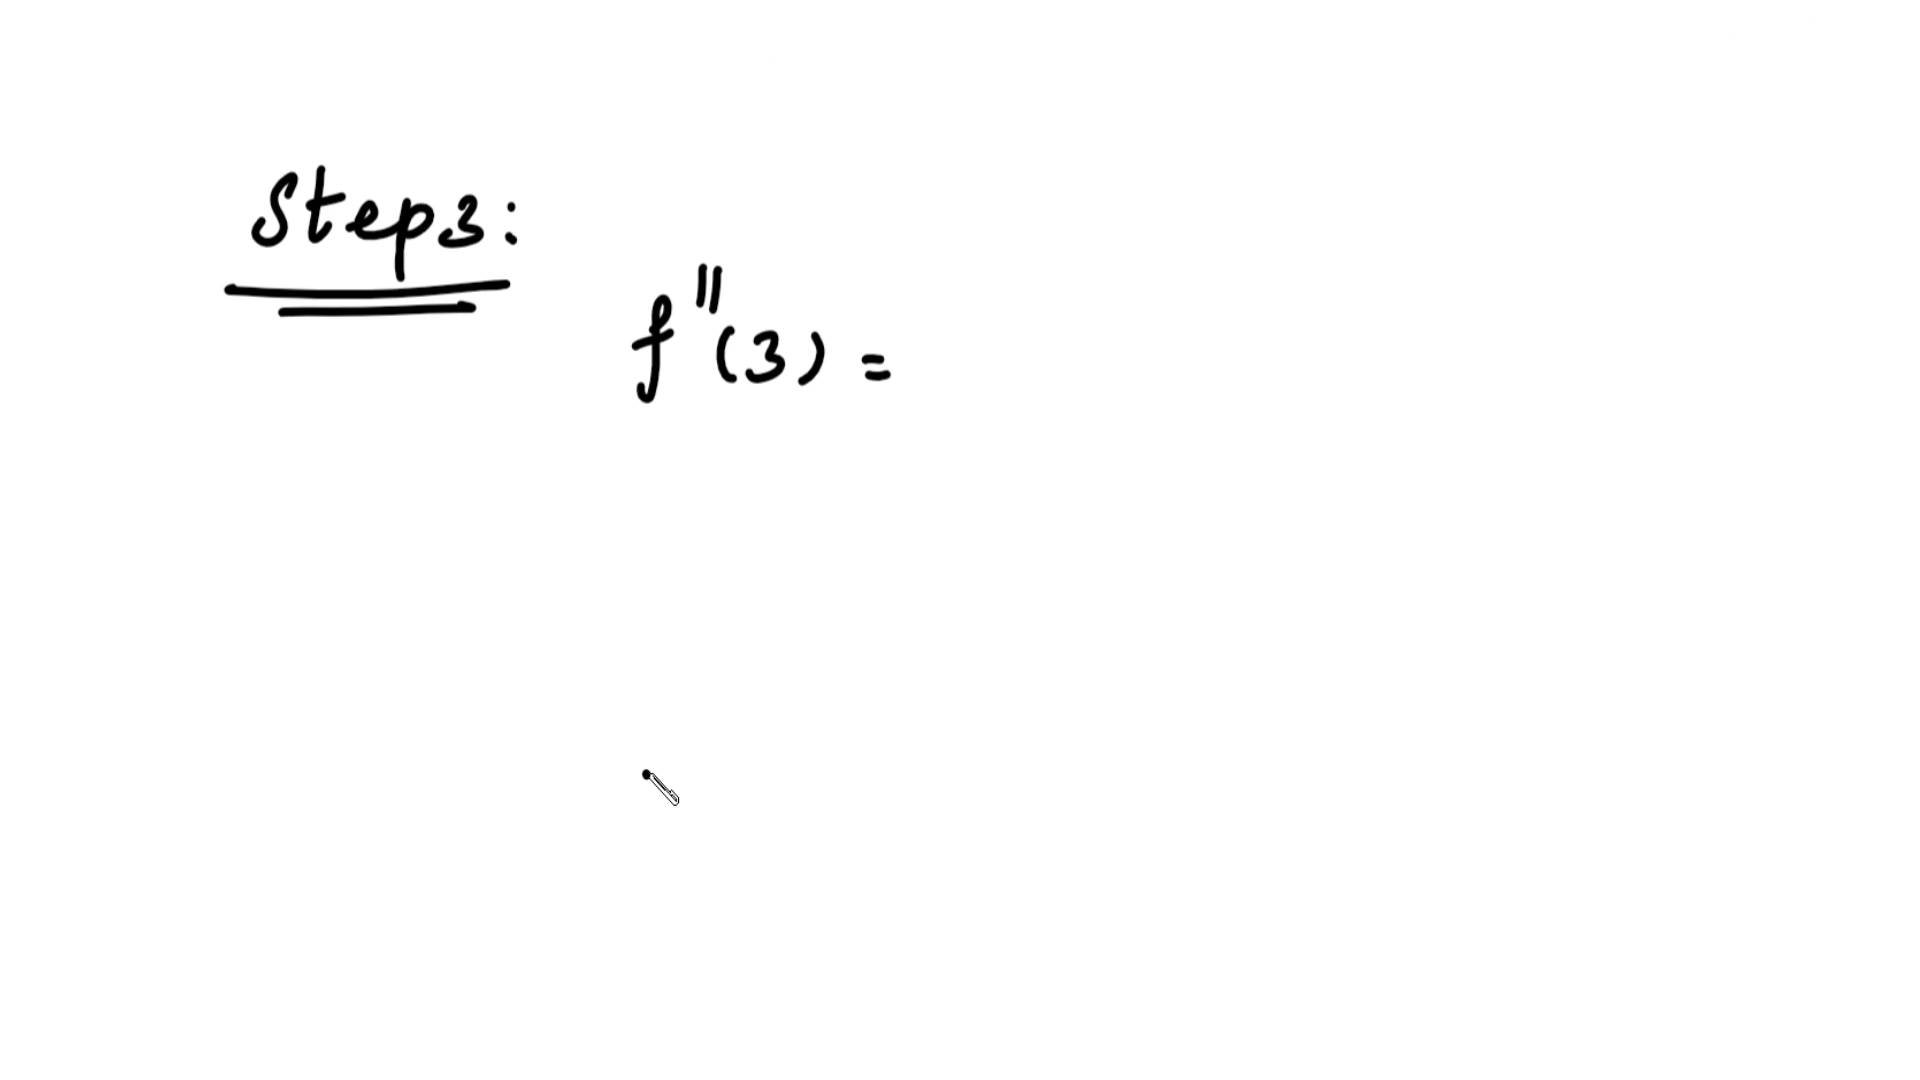 Step3:
f"(3) =